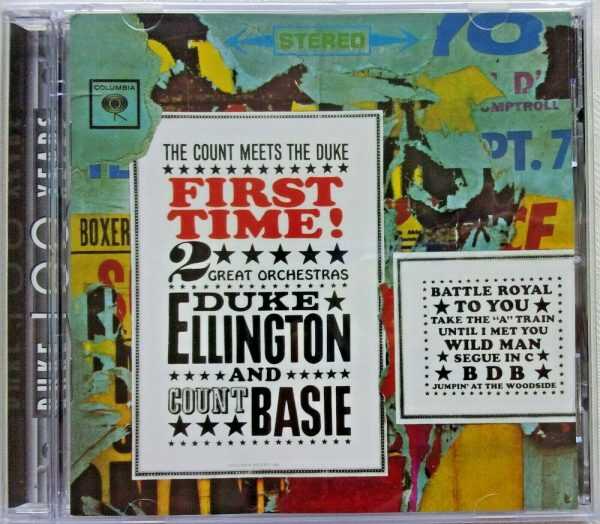 STEREO
COLUMBIA
THE COUNT MEETS THE DUKE
FIRST
TIME!
2
GREAT ORCHESTRAS
DUKE
ELLINGTON
AND
COUNT
BASIE
BATTLE ROYAL
TO YOU
TAKE THE "A" TRAIN
UNTIL I MET YOU
WILD MAN
SEGUE IN C
BDB
JUMPIN' AT THE WOODSIDE
BOXER
D'
OMPTROLL
PT. 7
DUKE 100 YEARS